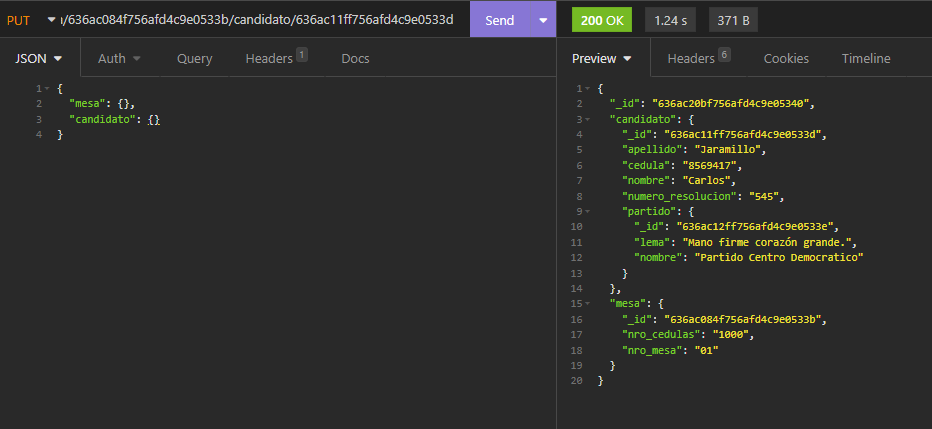 PUT
/636ac084f756afd4c9e0533b/candidato/636ac11ff756afd4c9e0533d
Send
200 OK
1.24 s
371 B
JSON
Auth
Query
Headers 1
Docs
Preview
Headers 6
Cookies
Timeline
1 {
2 "mesa": {},
3 "candidato": {}
4 }
1 {
2 "_id": "636ac20bf756afd4c9e05340",
3 "candidato": {
4 "_id": "636ac11ff756afd4c9e0533d",
5 "apellido": "Jaramillo",
6 "cedula": "8569417",
7 "nombre": "Carlos",
8 "numero_resolucion": "545",
9 "partido": {
10 "_id": "636ac12ff756afd4c9e0533e",
11 "lema": "Mano firme corazón grande.",
12 "nombre": "Partido Centro Democratico"
13 }
14 },
15 "mesa": {
16 "_id": "636ac084f756afd4c9e0533b",
17 "nro_cedulas": "1000",
18 "nro_mesa": "01"
19 }
20 }